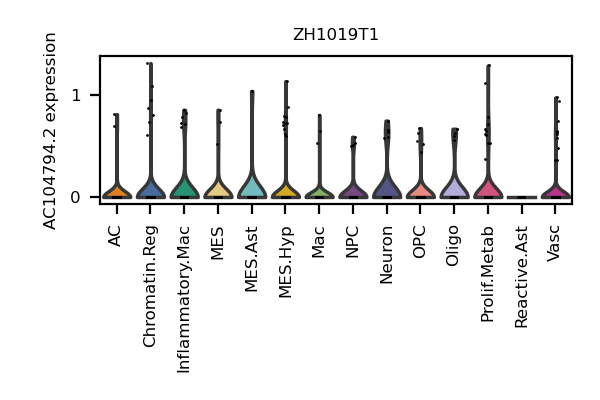 ZH1019T1
AC104794.2 expression
1
0
AC
Chromatin.Reg
Inflammatory.Mac
MES
MES.Ast
MES.Hyp
Mac
NPC
Neuron
OPC
Oligo
Prolif.Metab
Reactive.Ast
Vasc